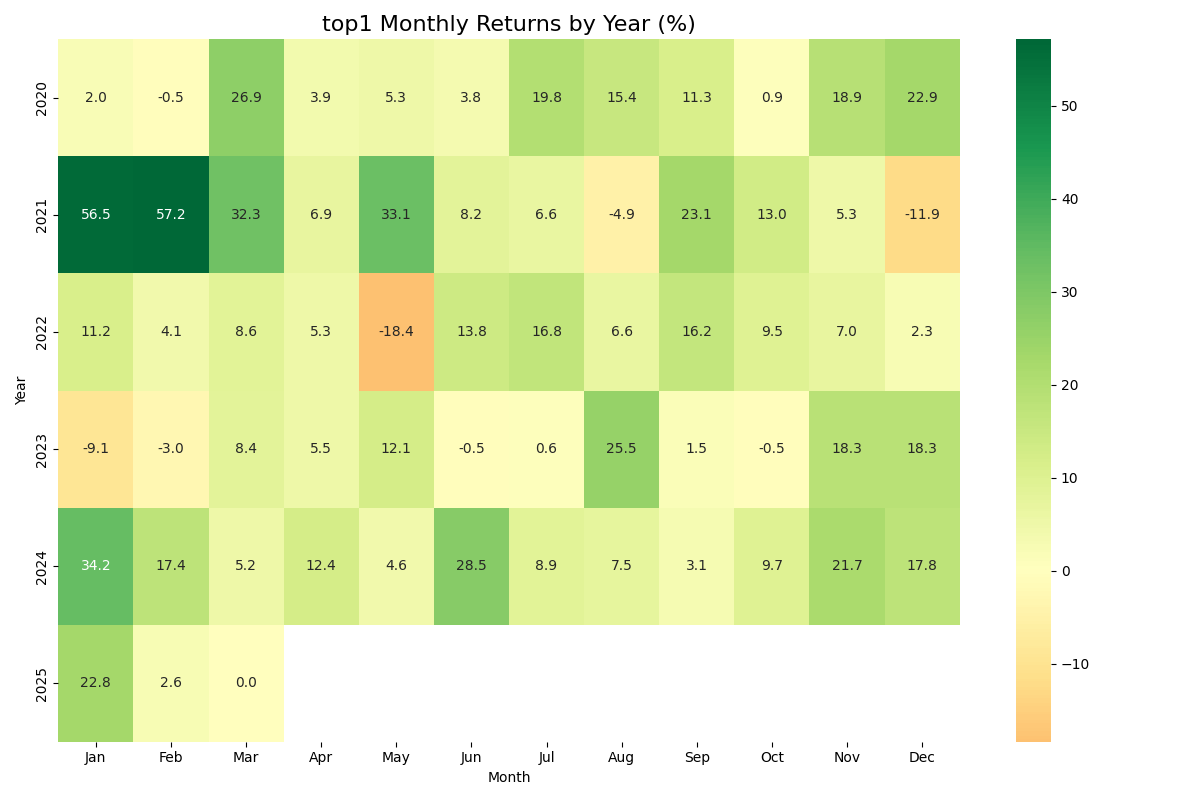 top1 Monthly Returns by Year (%)
2020 2.0 -0.5 26.9 3.9 5.3 3.8 19.8 15.4 11.3 0.9 18.9 22.9
2021 56.5 57.2 32.3 6.9 33.1 8.2 6.6 -4.9 23.1 13.0 5.3 -11.9
2022 11.2 4.1 8.6 5.3 -18.4 13.8 16.8 6.6 16.2 9.5 7.0 2.3
Year
2023 -9.1 -3.0 8.4 5.5 12.1 -0.5 0.6 25.5 1.5 -0.5 18.3 18.3
2024 34.2 17.4 5.2 12.4 4.6 28.5 8.9 7.5 3.1 9.7 21.7 17.8
2025 22.8 2.6 0.0
Jan Feb Mar Apr May Jun Jul Aug Sep Oct Nov Dec
Month
50
40
30
20
10
0
−10